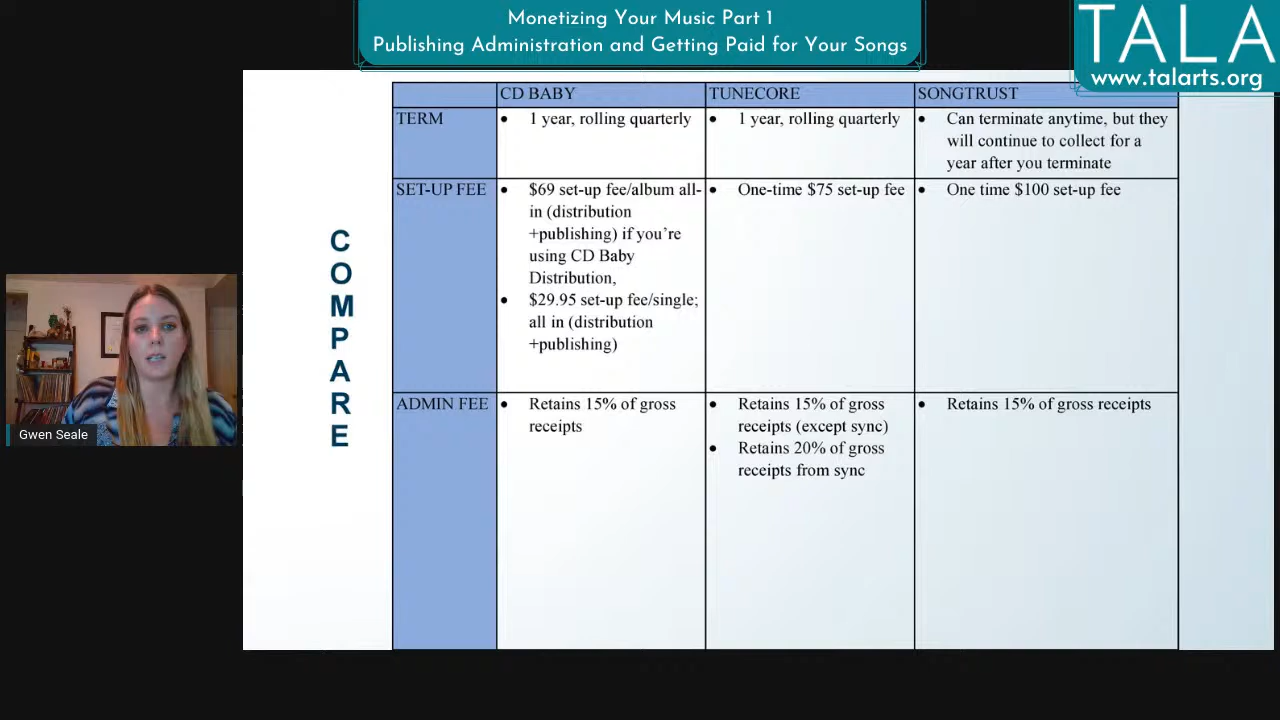 Monetizing Your Music Part 1
Publishing Administration and Getting Paid for Your Songs
TALA
www.talarts.org
COMPARE
CD BABY
TUNECORE
SONGTRUST
TERM
• 1 year, rolling quarterly
• 1 year, rolling quarterly
• Can terminate anytime, but they
will continue to collect for a
year after you terminate
SET-UP FEE
• $69 set-up fee/album all-
in (distribution
+publishing) if you’re
using CD Baby
Distribution,
• $29.95 set-up fee/single;
all in (distribution
+publishing)
• One-time $75 set-up fee
• One time $100 set-up fee
ADMIN FEE
• Retains 15% of gross
receipts
• Retains 15% of gross
receipts (except sync)
• Retains 20% of gross
receipts from sync
• Retains 15% of gross receipts
Gwen Seale